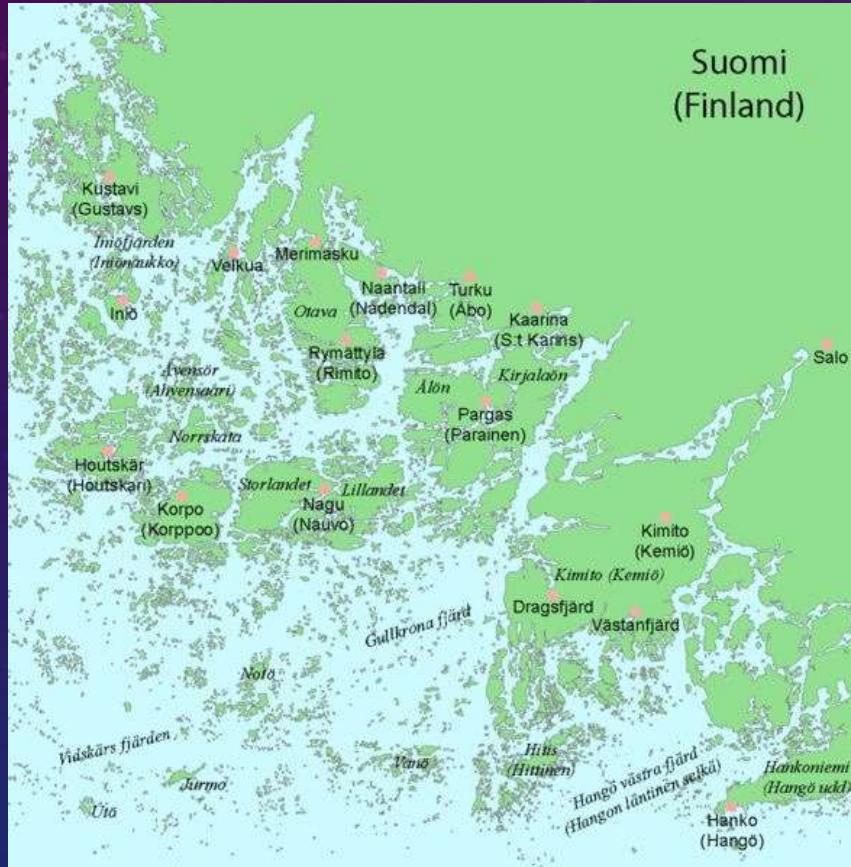 Suomi
(Finland)
Kustavi
(Gustavs)
Iniöfjärden
(Iniönaukko)
Velkua
Merimasku
Iniö
Naantali
(Nådendal)
Turku
(Åbo)
Kaarina
(S:t Karins)
Otava
Rymättylä
(Rimito)
Salo
Åvensör
(Ahvensaari)
Ålön
Kirjalaön
Pargas
(Parainen)
Norrskata
Houtskär
(Houtskari)
Storlandet
Lillandet
Korpo
(Korppoo)
Nagu
(Nauvo)
Kimito
(Kemiö)
Kimito (Kemiö)
Dragsfjärd
Västanfjärd
Gullkrona fjärd
Nötö
Vidskärs fjärden
Jurmo
Utö
Vänö
Hitis
(Hittinen)
Hangö västra fjärd
(Hangon läntinen selkä)
Hankoniemi
(Hangö udd)
Hanko
(Hangö)